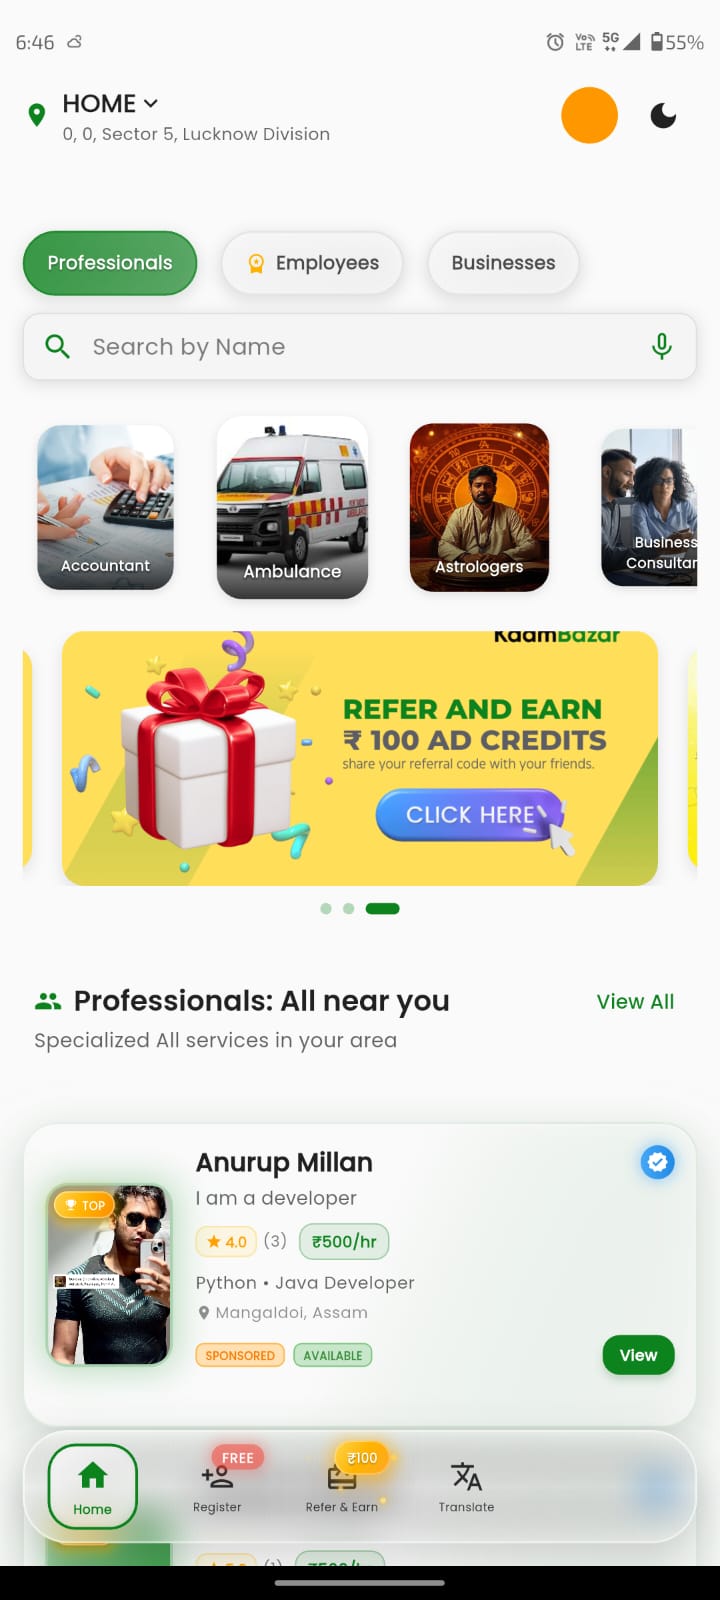 6:46
Vo))
LTE
5G
55%
HOME
0, 0, Sector 5, Lucknow Division
Professionals
Employees
Businesses
Search by Name
Accountant
Ambulance
Astrologers
Business
Consultan
KaamBazar
REFER AND EARN
₹ 100 AD CREDITS
share your referral code with your friends.
CLICK HERE
Professionals: All near you
View All
Specialized All services in your area
Anurup Millan
I am a developer
TOP
4.0 (3) ₹500/hr
Python • Java Developer
Mangaldoi, Assam
SPONSORED AVAILABLE
View
FREE
₹100
Home
Register
Refer & Earn
Translate